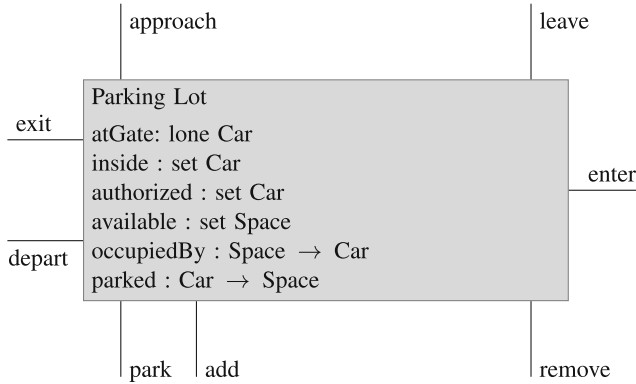 approach
leave
Parking Lot
exit
atGate: lone Car
inside : set Car
authorized : set Car
enter
available : set Space
depart
occupiedBy : Space → Car
parked : Car → Space
park
add
remove